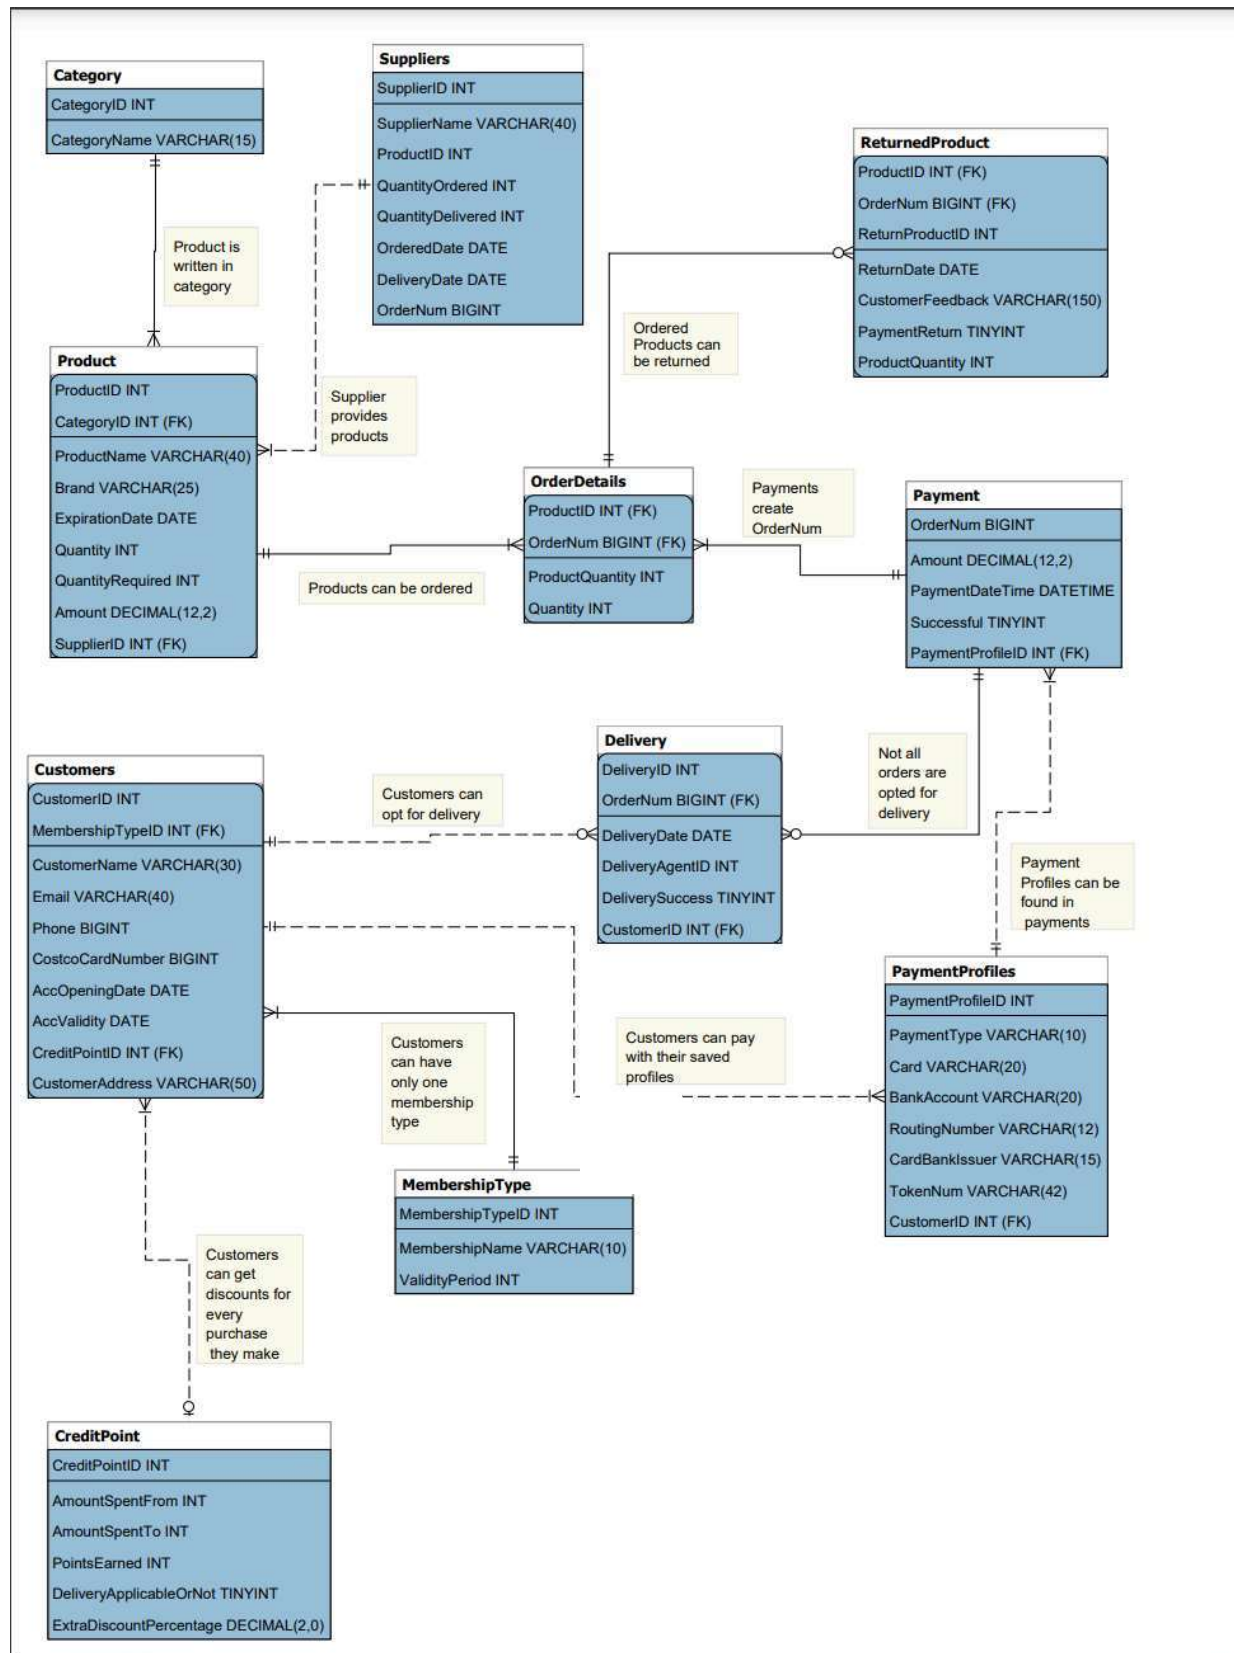 Category
CategoryID INT
CategoryName VARCHAR(15)
Suppliers
SupplierID INT
SupplierName VARCHAR(40)
ProductID INT
QuantityOrdered INT
QuantityDelivered INT
OrderedDate DATE
DeliveryDate DATE
OrderNum BIGINT
ReturnedProduct
ProductID INT (FK)
OrderNum BIGINT (FK)
ReturnProductID INT
ReturnDate DATE
CustomerFeedback VARCHAR(150)
PaymentReturn TINYINT
ProductQuantity INT
Product is
written in
category
Ordered
Products can
be returned
Product
ProductID INT
CategoryID INT (FK)
ProductName VARCHAR(40)
Brand VARCHAR(25)
ExpirationDate DATE
Quantity INT
QuantityRequired INT
Amount DECIMAL(12,2)
SupplierID INT (FK)
Supplier
provides
products
OrderDetails
ProductID INT (FK)
OrderNum BIGINT (FK)
ProductQuantity INT
Quantity INT
Payments
create
OrderNum
Payment
OrderNum BIGINT
Amount DECIMAL(12,2)
PaymentDateTime DATETIME
Successful TINYINT
PaymentProfileID INT (FK)
Products can be ordered
Customers
CustomerID INT
MembershipTypeID INT (FK)
CustomerName VARCHAR(30)
Email VARCHAR(40)
Phone BIGINT
CostcoCardNumber BIGINT
AccOpeningDate DATE
AccValidity DATE
CreditPointID INT (FK)
CustomerAddress VARCHAR(50)
Customers can
opt for delivery
Delivery
DeliveryID INT
OrderNum BIGINT (FK)
DeliveryDate DATE
DeliveryAgentID INT
DeliverySuccess TINYINT
CustomerID INT (FK)
Not all
orders are
opted for
delivery
Payment
Profiles can be
found in
payments
PaymentProfiles
PaymentProfileID INT
PaymentType VARCHAR(10)
Card VARCHAR(20)
BankAccount VARCHAR(20)
RoutingNumber VARCHAR(12)
CardBankIssuer VARCHAR(15)
TokenNum VARCHAR(42)
CustomerID INT (FK)
Customers
can have
only one
membership
type
Customers can pay
with their saved
profiles
MembershipType
MembershipTypeID INT
MembershipName VARCHAR(10)
ValidityPeriod INT
Customers
can get
discounts for
every
purchase
they make
CreditPoint
CreditPointID INT
AmountSpentFrom INT
AmountSpentTo INT
PointsEarned INT
DeliveryApplicableOrNot TINYINT
ExtraDiscountPercentage DECIMAL(2,0)